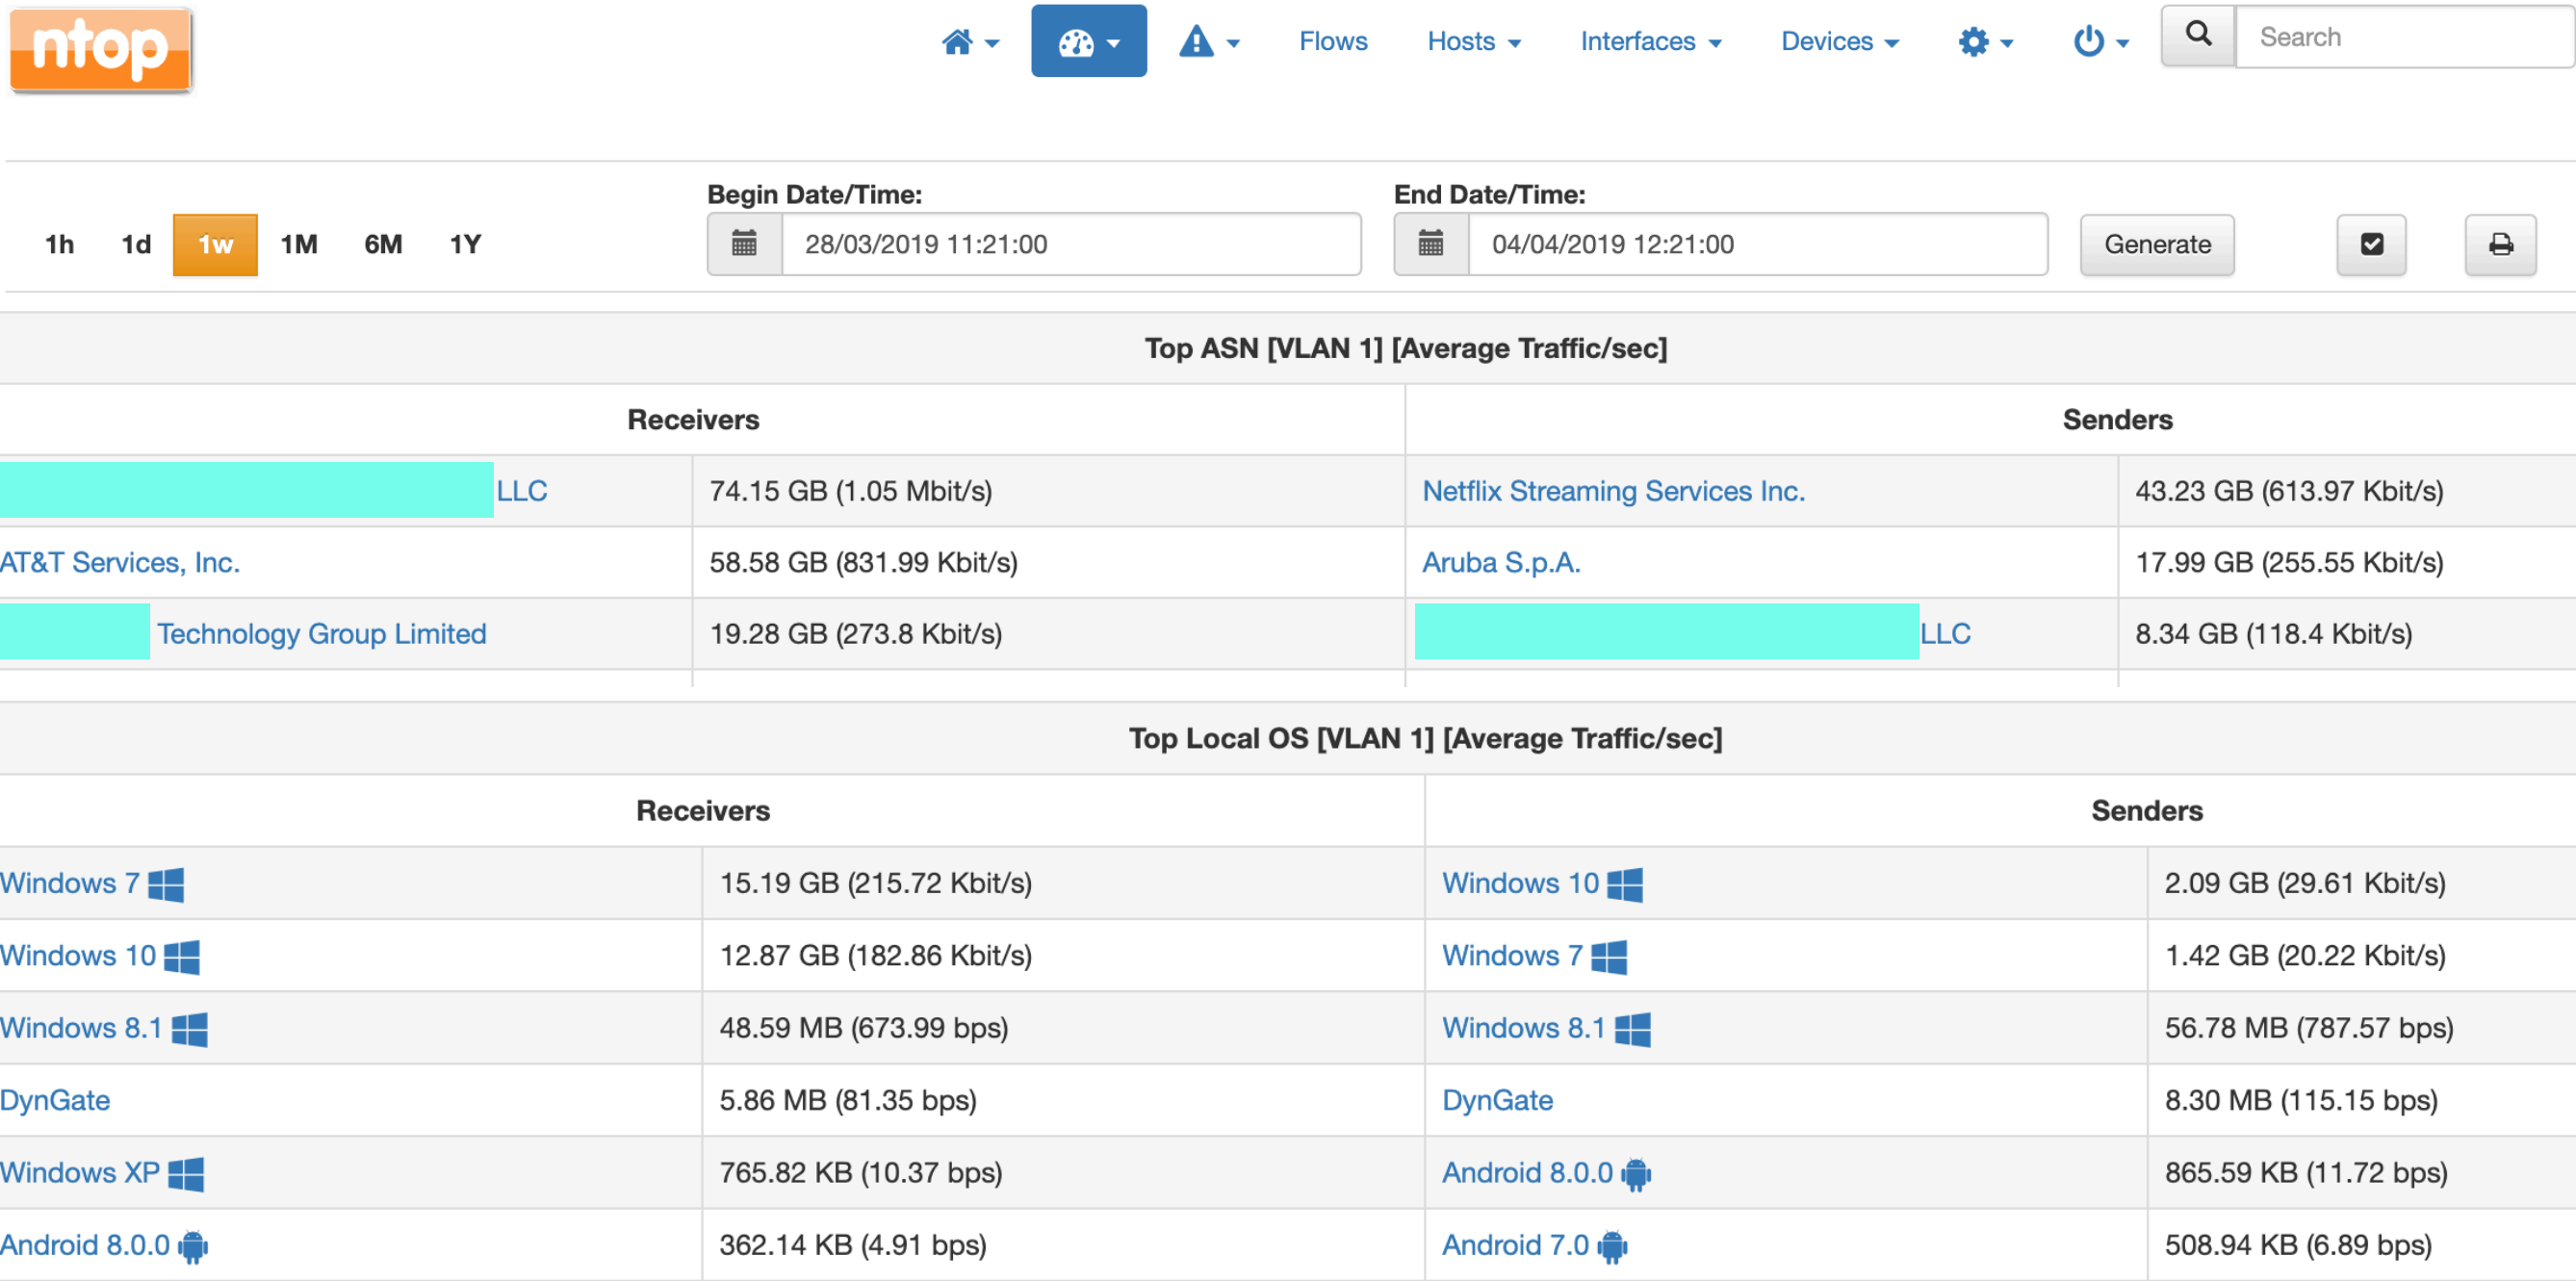 ntop
Flows Hosts Interfaces Devices Search
Begin Date/Time: End Date/Time:
1h 1d 1w 1M 6M 1Y 28/03/2019 11:21:00 04/04/2019 12:21:00 Generate
Top ASN [VLAN 1] [Average Traffic/sec]
Receivers Senders
LLC 74.15 GB (1.05 Mbit/s) Netflix Streaming Services Inc. 43.23 GB (613.97 Kbit/s)
AT&T Services, Inc. 58.58 GB (831.99 Kbit/s) Aruba S.p.A. 17.99 GB (255.55 Kbit/s)
Technology Group Limited 19.28 GB (273.8 Kbit/s) LLC 8.34 GB (118.4 Kbit/s)
Top Local OS [VLAN 1] [Average Traffic/sec]
Receivers Senders
Windows 7 15.19 GB (215.72 Kbit/s) Windows 10 2.09 GB (29.61 Kbit/s)
Windows 10 12.87 GB (182.86 Kbit/s) Windows 7 1.42 GB (20.22 Kbit/s)
Windows 8.1 48.59 MB (673.99 bps) Windows 8.1 56.78 MB (787.57 bps)
DynGate 5.86 MB (81.35 bps) DynGate 8.30 MB (115.15 bps)
Windows XP 765.82 KB (10.37 bps) Android 8.0.0 865.59 KB (11.72 bps)
Android 8.0.0 362.14 KB (4.91 bps) Android 7.0 508.94 KB (6.89 bps)